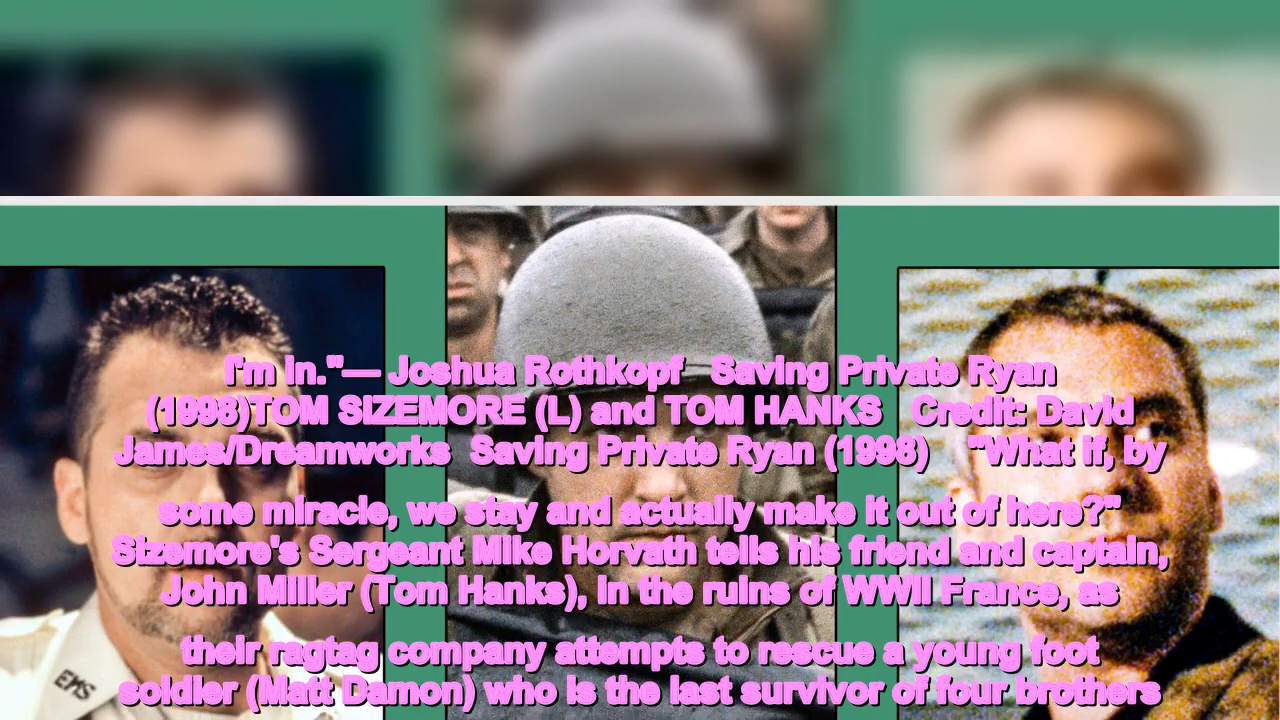 I'm in."— Joshua Rothkopf   Saving Private Ryan
(1998)TOM SIZEMORE (L) and TOM HANKS   Credit: David
James/Dreamworks  Saving Private Ryan (1998)    "What if, by
some miracle, we stay and actually make it out of here?"
Sizemore's Sergeant Mike Horvath tells his friend and captain,
John Miller (Tom Hanks), in the ruins of WWII France, as
their ragtag company attempts to rescue a young foot
soldier (Matt Damon) who is the last survivor of four brothers
EMS